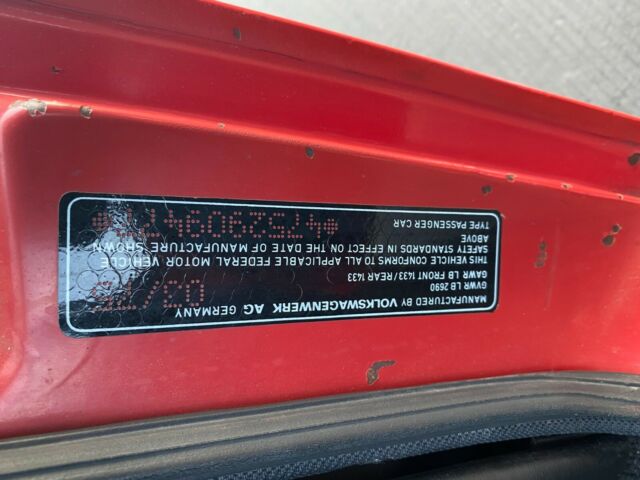 MANUFACTURED BY VOLKSWAGENWERK AG GERMANY
GVWR LB 2690
GAWR LB FRONT 1433/REAR 1433
THIS VEHICLE CONFORMS TO ALL APPLICABLE FEDERAL MOTOR VEHICLE
SAFETY STANDARDS IN EFFECT ON THE DATE OF MANUFACTURE SHOWN
ABOVE
TYPE PASSENGER CAR